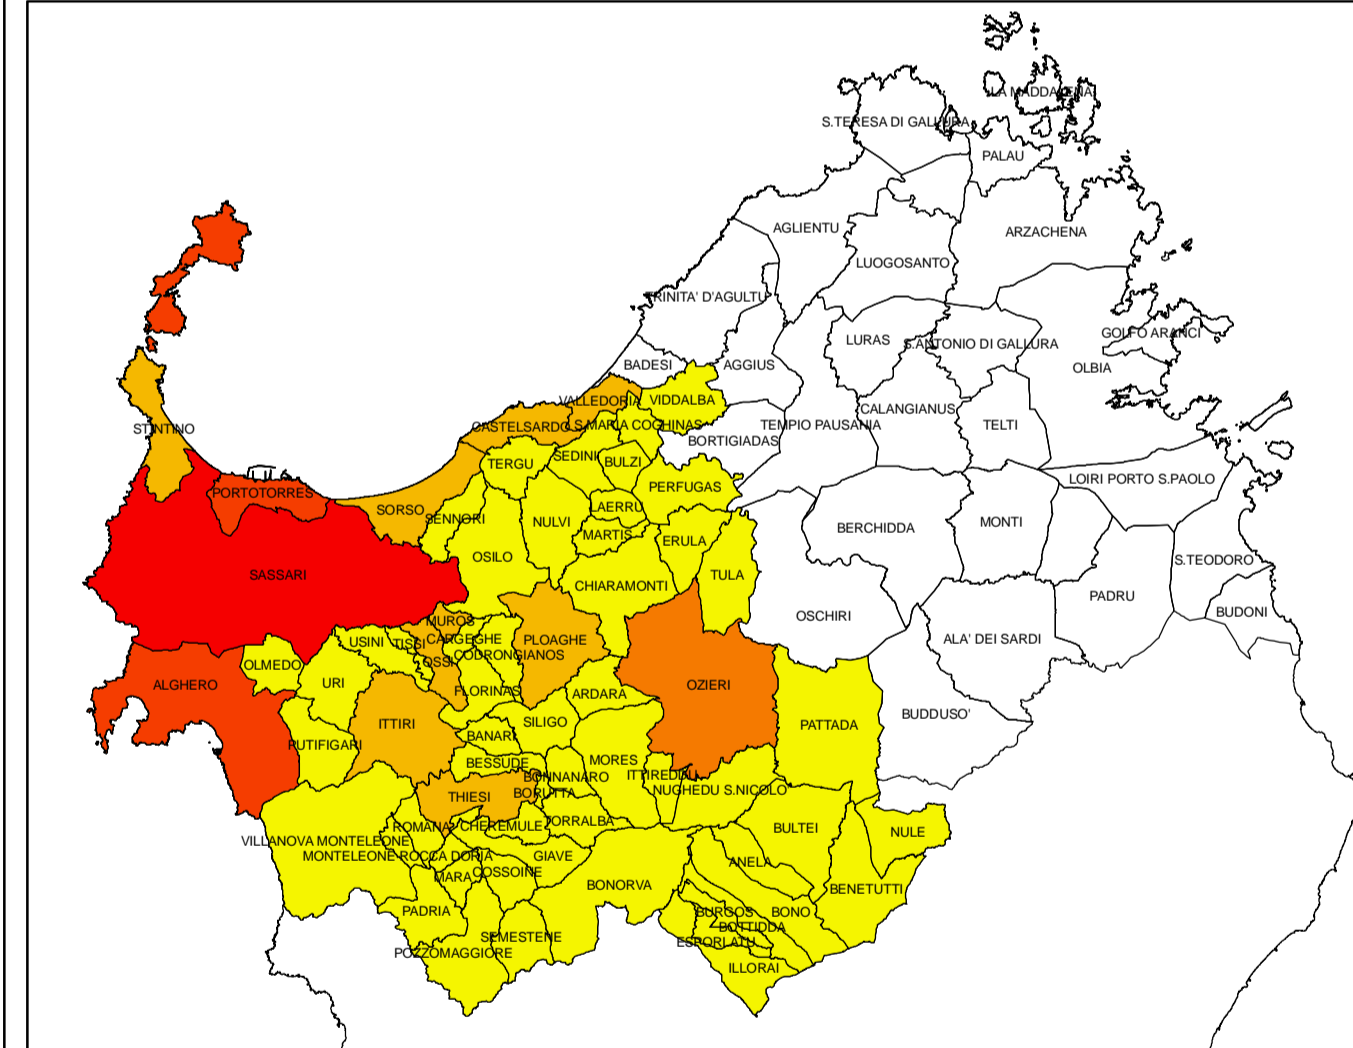 LA MADDALENA
S.TERESA DI GALLURA
PALAU
AGLIENTU
ARZACHENA
LUOGOSANTO
TRINITA' D'AGULTU
GOLFO ARANCI
LURAS
S.ANTONIO DI GALLURA
BADESI
AGGIUS
OLBIA
VALLEDORIA
VIDDALBA
CALANGIANUS
STINTINO
CASTELSARDO
S.MARIA COGHINAS
TEMPIO PAUSANIA
TELTI
BORTIGIADAS
TERGU
SEDINI
BULZI
LOIRI PORTO S.PAOLO
PERFUGAS
PORTOTORRES
SORSO
LAERRU
SENNORI
NULVI
MONTI
BERCHIDDA
MARTIS
ERULA
OSILO
S.TEODORO
SASSARI
TULA
CHIARAMONTI
PADRU
BUDONI
OSCHIRI
MUROS
USINI
TISSI
CARGEGHE
PLOAGHE
ALA' DEI SARDI
CODRONGIANOS
OSSI
OLMEDO
ALGHERO
URI
OZIERI
FLORINAS
ARDARA
BUDDUSO'
ITTIRI
SILIGO
PATTADA
BANARI
PUTIFIGARI
MORES
BESSUDE
BONNANARO
ITTIREDDU
NUGHEDU S.NICOLO
THIESI
BORUTTA
TORRALBA
ROMANA
CHEREMULE
BULTEI
NULE
VILLANOVA MONTELEONE
MONTELEONE ROCCA DORIA
GIAVE
ANELA
COSSOINE
MARA
BONORVA
BENETUTTI
PADRIA
BURGOS
BONO
BOTTIDDA
SEMESTENE
ESPORLATU
POZZOMAGGIORE
ILLORAI